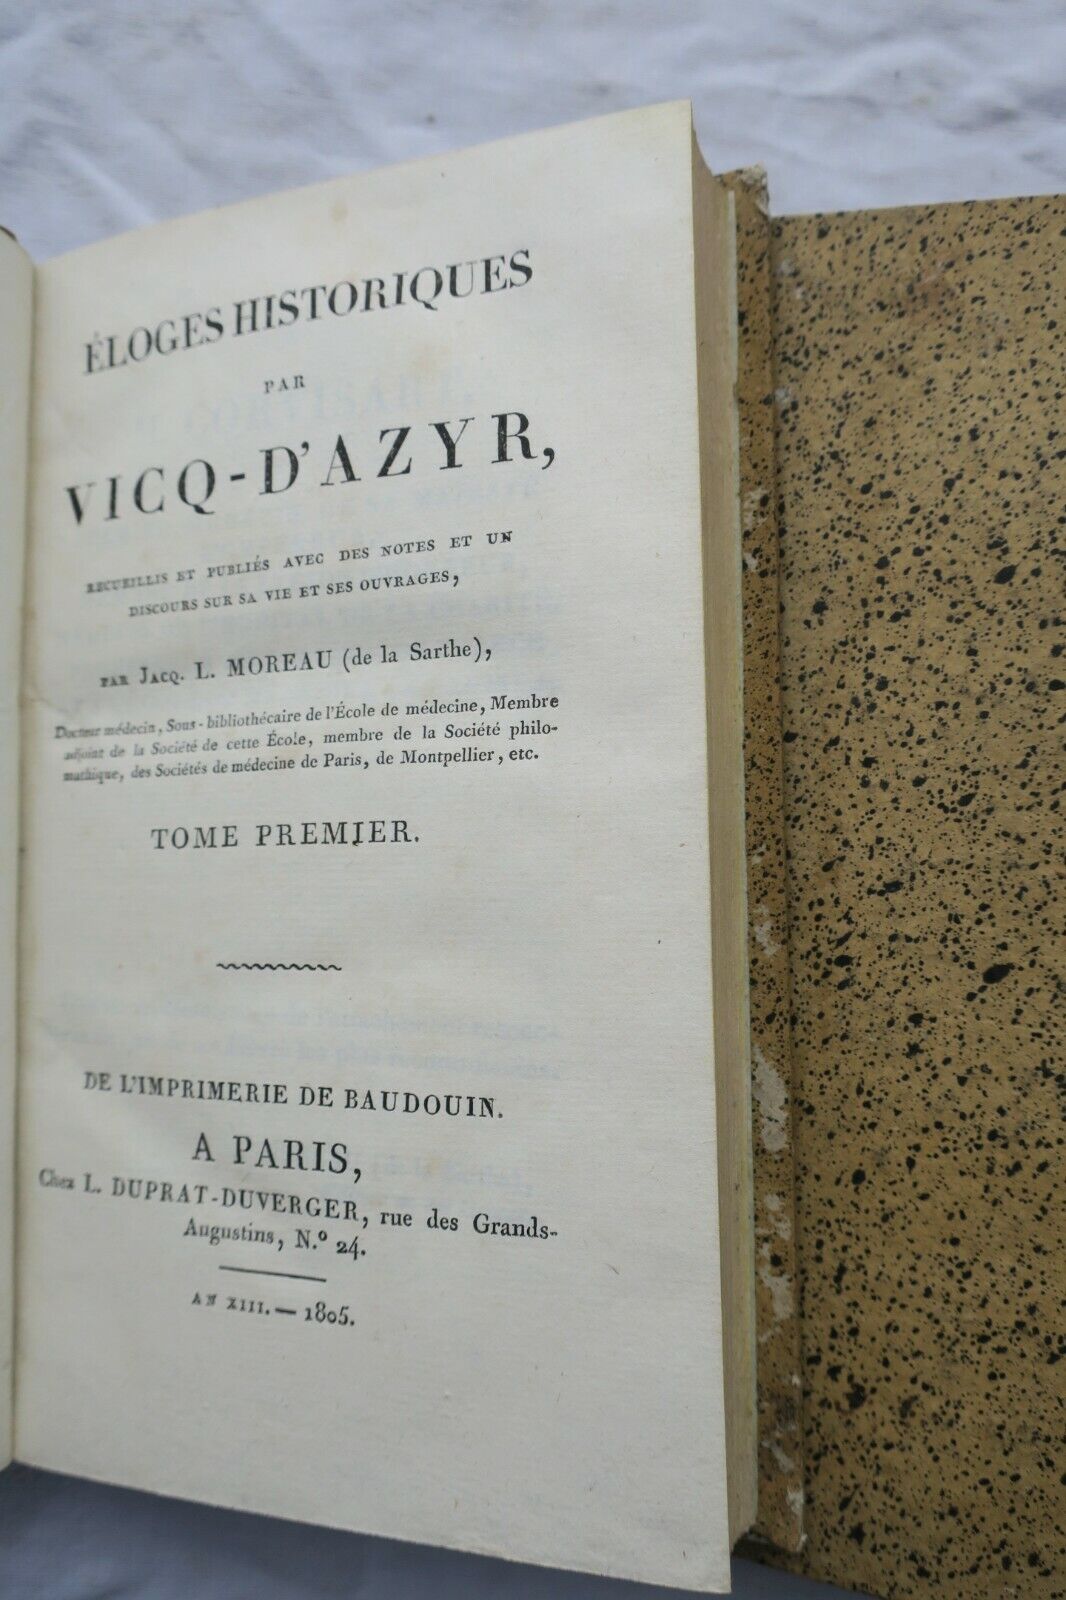 ÉLOGES HISTORIQUES
PAR
VICQ-D'AZYR,
RECUEILLIS ET PUBLIÉS AVEC DES NOTES ET UN
DISCOURS SUR SA VIE ET SES OUVRAGES,
PAR JACQ. L. MOREAU (de la Sarthe),
Docteur médecin, Sous-bibliothécaire de l'École de médecine, Membre
adjoint de la Société de cette École, membre de la Société philo-
mathique, des Sociétés de médecine de Paris, de Montpellier, etc.
TOME PREMIER.
DE L'IMPRIMERIE DE BAUDOUIN.
A PARIS,
Chez L. DUPRAT-DUVERGER, rue des Grands-
Augustins, N.º 24.
AN XIII. — 1805.